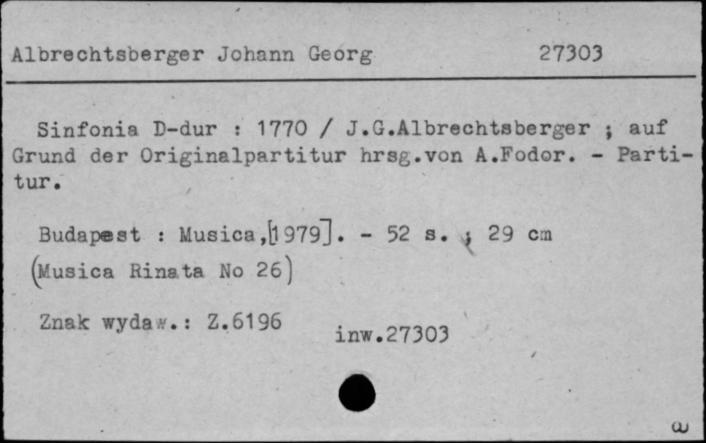 Albrechtsberger Johann Georg 27303
Sinfonia D-dur : 1770 / J.G.Albrechtsberger ; auf
Grund der Originalpartitur hrsg.von A.Fodor. - Parti-
tur.
Budapest : Musica,[1979]. - 52 s. ; 29 cm
(Musica Rinata No 26)
Znak wydaw.: Z.6196
inw.27303